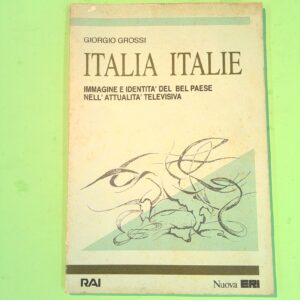 GIORGIO GROSSI
ITALIA ITALIE
IMMAGINE E IDENTITA' DEL BEL PAESE
NELL'ATTUALITA' TELEVISIVA
RAI
Nuova ERI